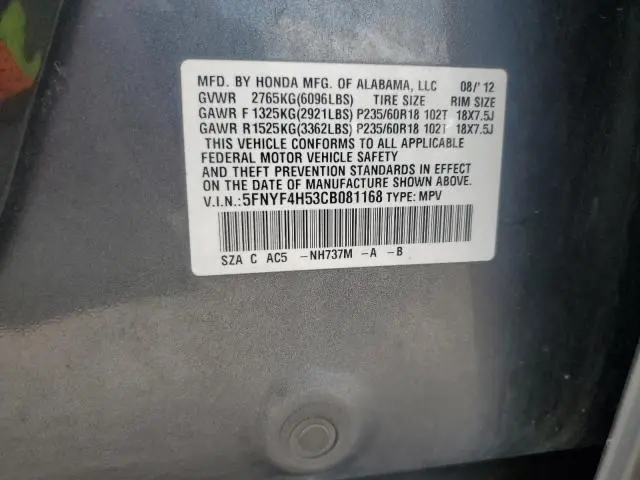 MFD. BY HONDA MFG. OF ALABAMA, LLC 08/'12
GVWR 2765KG(6096LBS) TIRE SIZE RIM SIZE
GAWR F 1325KG(2921LBS) P235/60R18 102T 18X7.5J
GAWR R1525KG(3362LBS) P235/60R18 102T 18X7.5J
THIS VEHICLE CONFORMS TO ALL APPLICABLE
FEDERAL MOTOR VEHICLE SAFETY
AND THEFT PREVENTION STANDARDS IN EFFECT
ON THE DATE OF MANUFACTURE SHOWN ABOVE.
V.I.N.:5FNYF4H53CB081168 TYPE: MPV
SZA C AC5 -NH737M -A -B